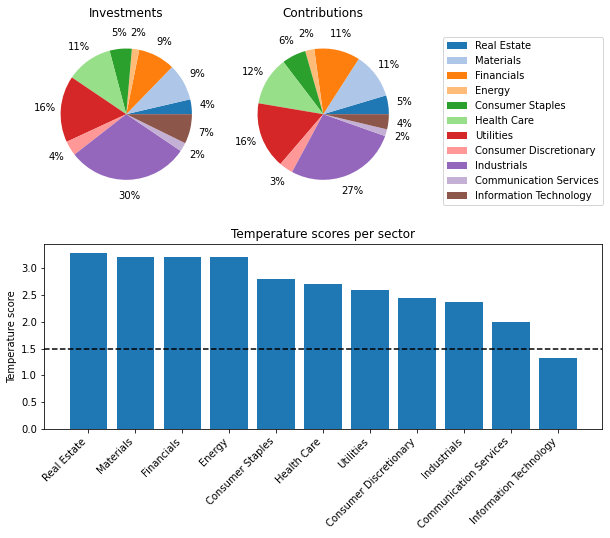 Investments
Contributions
5%
2%
9%
11%
9%
16%
4%
4%
7%
2%
30%
2%
11%
6%
11%
12%
5%
16%
4%
2%
3%
27%
Real Estate
Materials
Financials
Energy
Consumer Staples
Health Care
Utilities
Consumer Discretionary
Industrials
Communication Services
Information Technology
Temperature scores per sector
Temperature score
3.0
2.5
2.0
1.5
1.0
0.5
0.0
Real Estate
Materials
Financials
Energy
Consumer Staples
Health Care
Utilities
Consumer Discretionary
Industrials
Communication Services
Information Technology